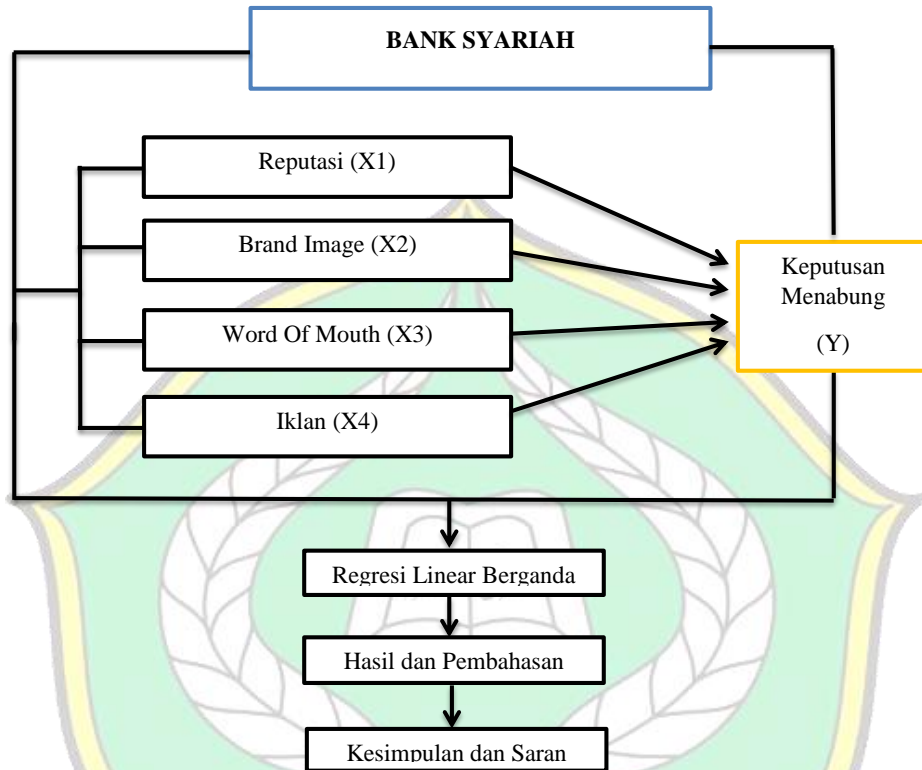 BANK SYARIAH
Reputasi (X1)
Brand Image (X2)
Word Of Mouth (X3)
Iklan (X4)
Keputusan
Menabung
(Y)
Regresi Linear Berganda
Hasil dan Pembahasan
Kesimpulan dan Saran